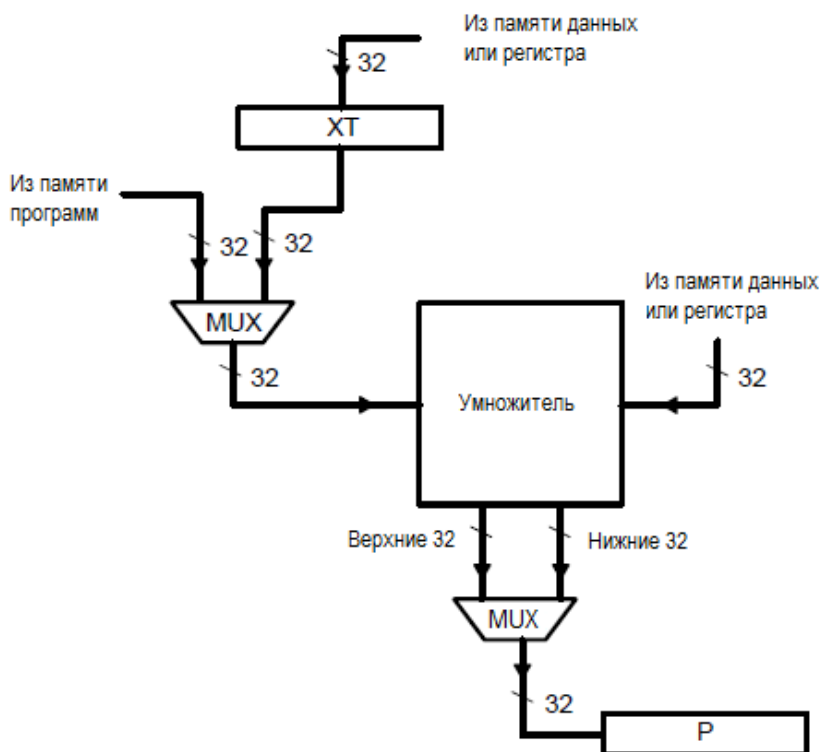 Из памяти данных
или регистра
32
XT
Из памяти
программ
32
32
MUX
32
Из памяти данных
или регистра
32
Умножитель
Верхние 32
Нижние 32
MUX
32
P